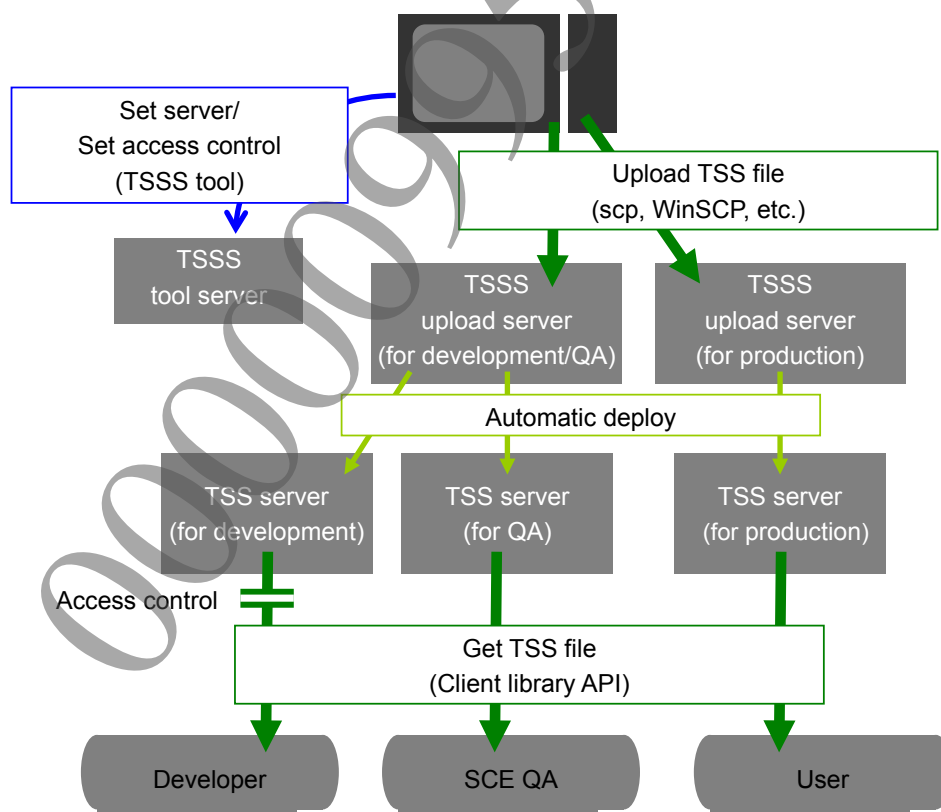 Set server/
Set access control
(TSSS tool)
Upload TSS file
(scp, WinSCP, etc.)
TSSS
tool server
TSSS
upload server
(for development/QA)
TSSS
upload server
(for production)
Automatic deploy
TSS server
(for development)
TSS server
(for QA)
TSS server
(for production)
Access control
Get TSS file
(Client library API)
Developer
SCE QA
User